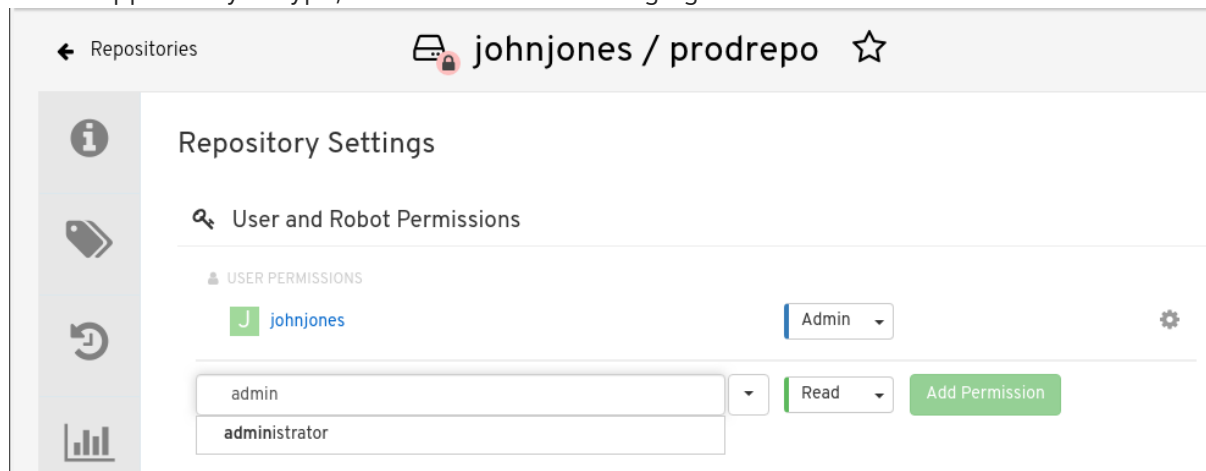 Repositories
johnjones / prodrepo
Repository Settings
User and Robot Permissions
USER PERMISSIONS
J johnjones Admin
admin Read Add Permission
administrator